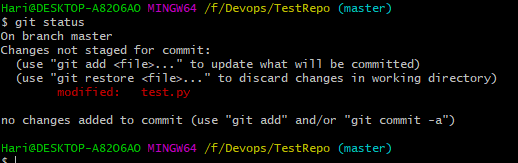 Hari@DESKTOP-A82O6AO MINGW64 /f/Devops/TestRepo (master)
$ git status
On branch master
Changes not staged for commit:
  (use "git add <file>..." to update what will be committed)
  (use "git restore <file>..." to discard changes in working directory)
        modified:   test.py

no changes added to commit (use "git add" and/or "git commit -a")

Hari@DESKTOP-A82O6AO MINGW64 /f/Devops/TestRepo (master)
$